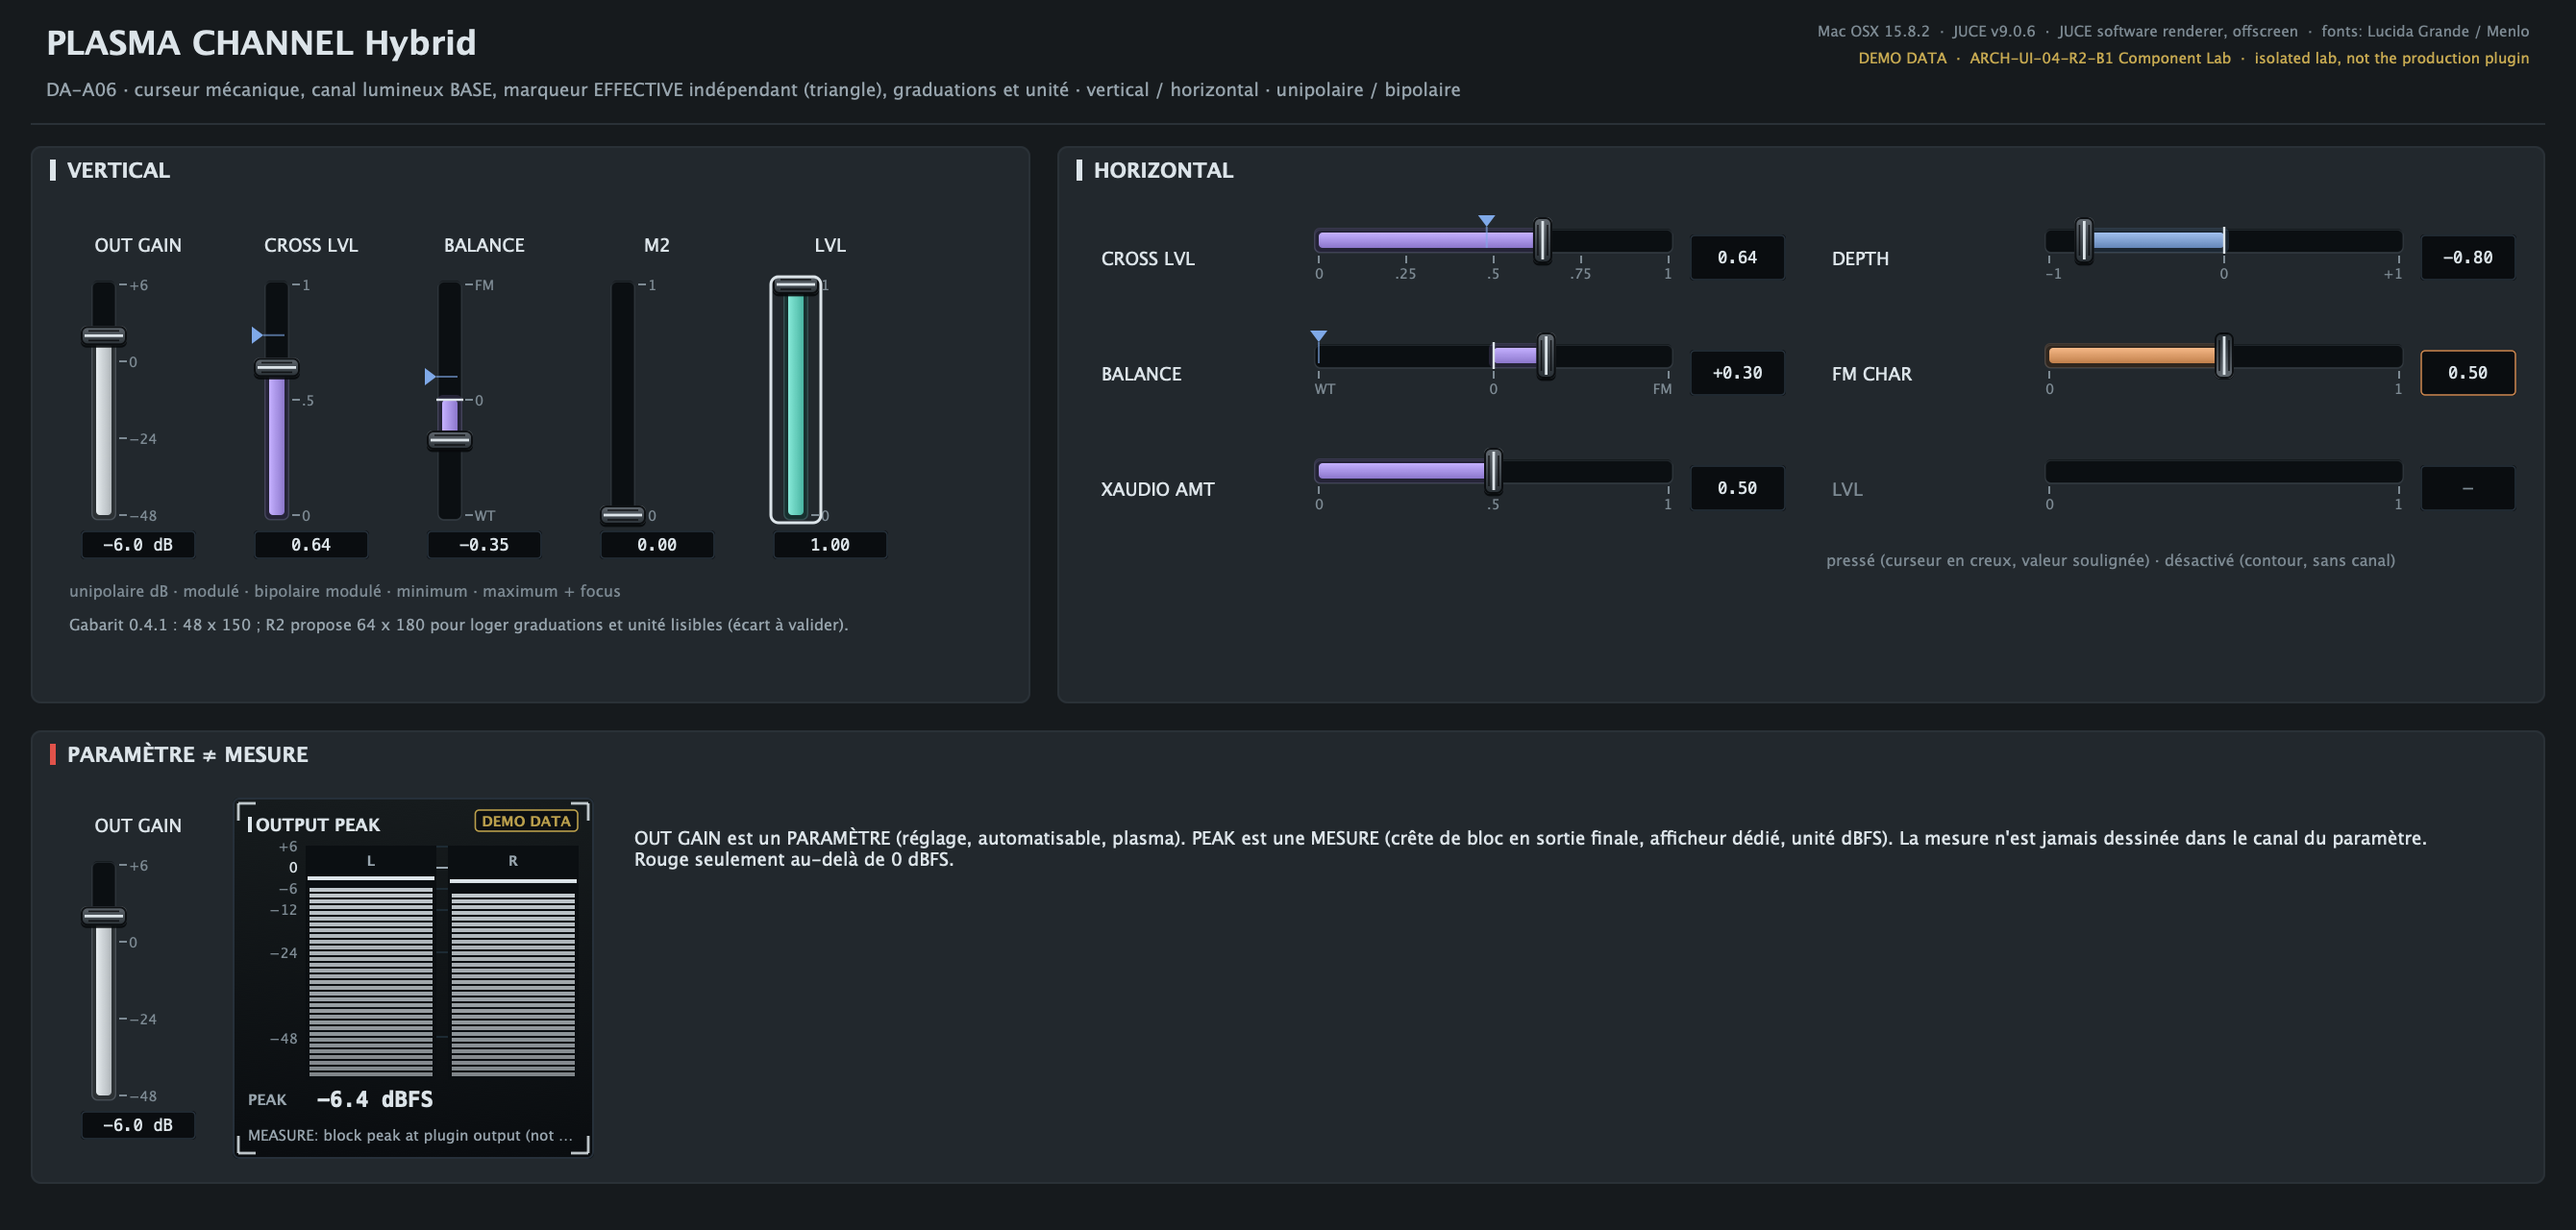 PLASMA CHANNEL Hybrid
Mac OSX 15.8.2 · JUCE v9.0.6 · JUCE software renderer, offscreen · fonts: Lucida Grande / Menlo
DEMO DATA · ARCH-UI-04-R2-B1 Component Lab · isolated lab, not the production plugin
DA-A06 · curseur mécanique, canal lumineux BASE, marqueur EFFECTIVE indépendant (triangle), graduations et unité · vertical / horizontal · unipolaire / bipolaire
VERTICAL
OUT GAIN
+6
0
−24
−48
−6.0 dB
CROSS LVL
1
.5
0
0.64
BALANCE
FM
0
WT
−0.35
M2
1
0
0.00
LVL
1
0
1.00
unipolaire dB · modulé · bipolaire modulé · minimum · maximum + focus
Gabarit 0.4.1 : 48 x 150 ; R2 propose 64 x 180 pour loger graduations et unité lisibles (écart à valider).
HORIZONTAL
CROSS LVL
0 .25 .5 .75 1
0.64
DEPTH
−1 0 +1
−0.80
BALANCE
WT 0 FM
+0.30
FM CHAR
0 1
0.50
XAUDIO AMT
0 .5 1
0.50
LVL
0 1
—
pressé (curseur en creux, valeur soulignée) · désactivé (contour, sans canal)
PARAMÈTRE ≠ MESURE
OUT GAIN
+6
0
−24
−48
−6.0 dB
OUTPUT PEAK
DEMO DATA
L R
+6
0
−6
−12
−24
−48
PEAK −6.4 dBFS
MEASURE: block peak at plugin output (not ...
OUT GAIN est un PARAMÈTRE (réglage, automatisable, plasma). PEAK est une MESURE (crête de bloc en sortie finale, afficheur dédié, unité dBFS). La mesure n'est jamais dessinée dans le canal du paramètre.
Rouge seulement au-delà de 0 dBFS.